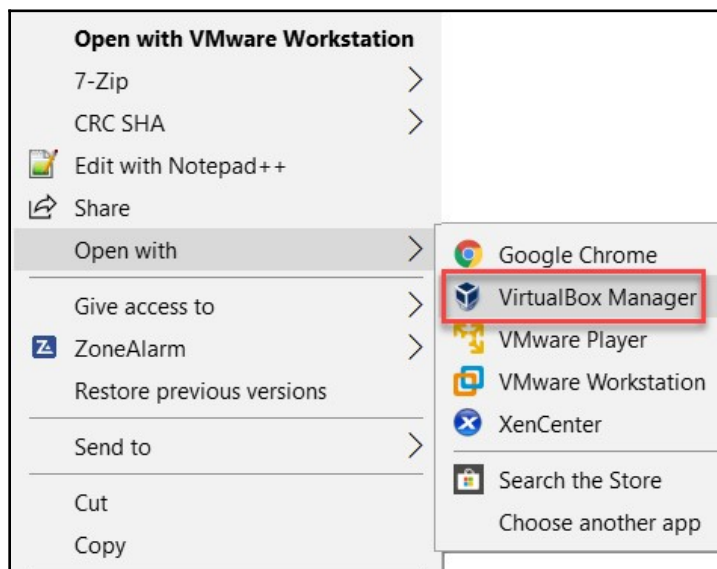 Open with VMware Workstation
7-Zip
CRC SHA
Edit with Notepad++
Share
Open with
Give access to
ZoneAlarm
Restore previous versions
Send to
Cut
Copy
Google Chrome
VirtualBox Manager
VMware Player
VMware Workstation
XenCenter
Search the Store
Choose another app